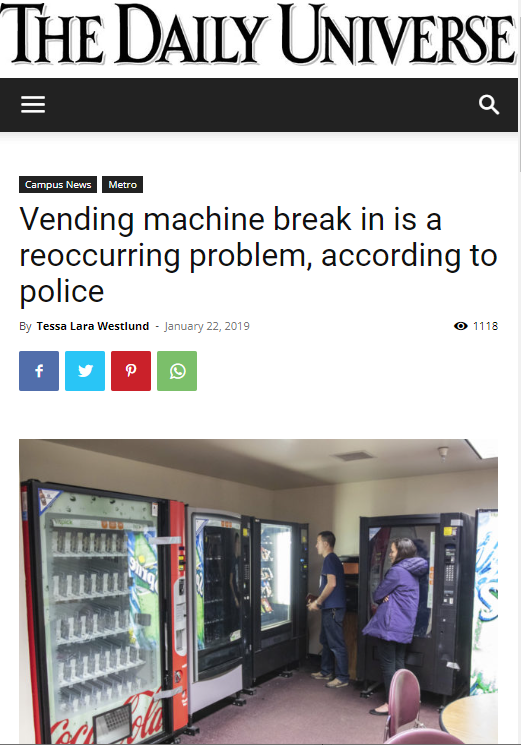 THE DAILY UNIVERSE
Campus News Metro
Vending machine break in is a
reoccurring problem, according to
police
By Tessa Lara Westlund - January 22, 2019 1118
Sprite
Coca-Cola